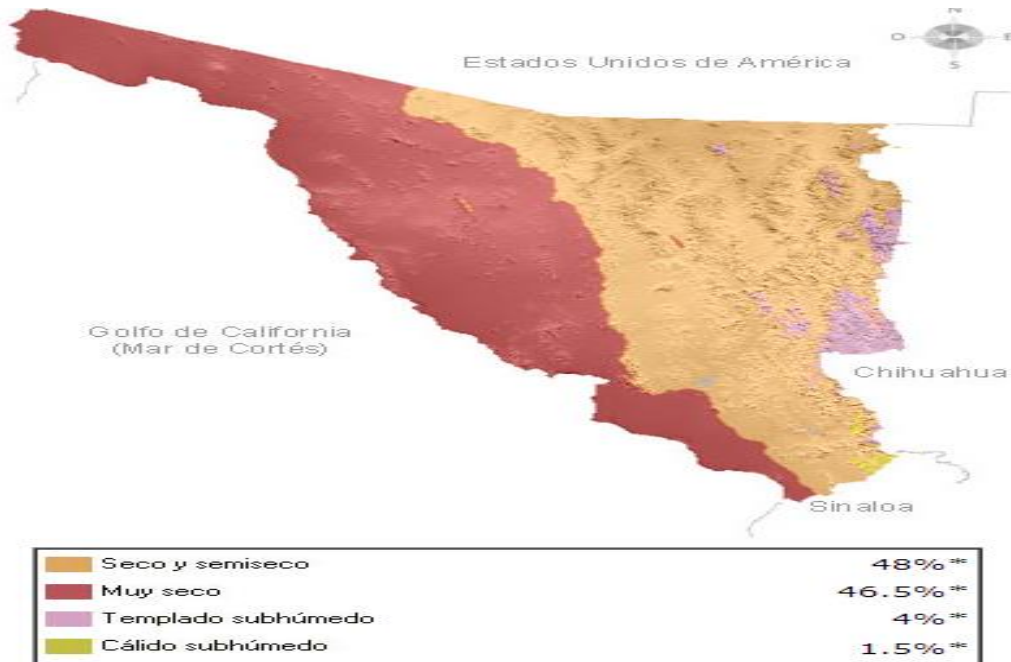 N
O E
S
Estados Unidos de América
Golfo de California
(Mar de Cortés)
Chihuahua
Sinaloa
Seco y semiseco 48%*
Muy seco 46.5%*
Templado subhúmedo 4%*
Cálido subhúmedo 1.5%*